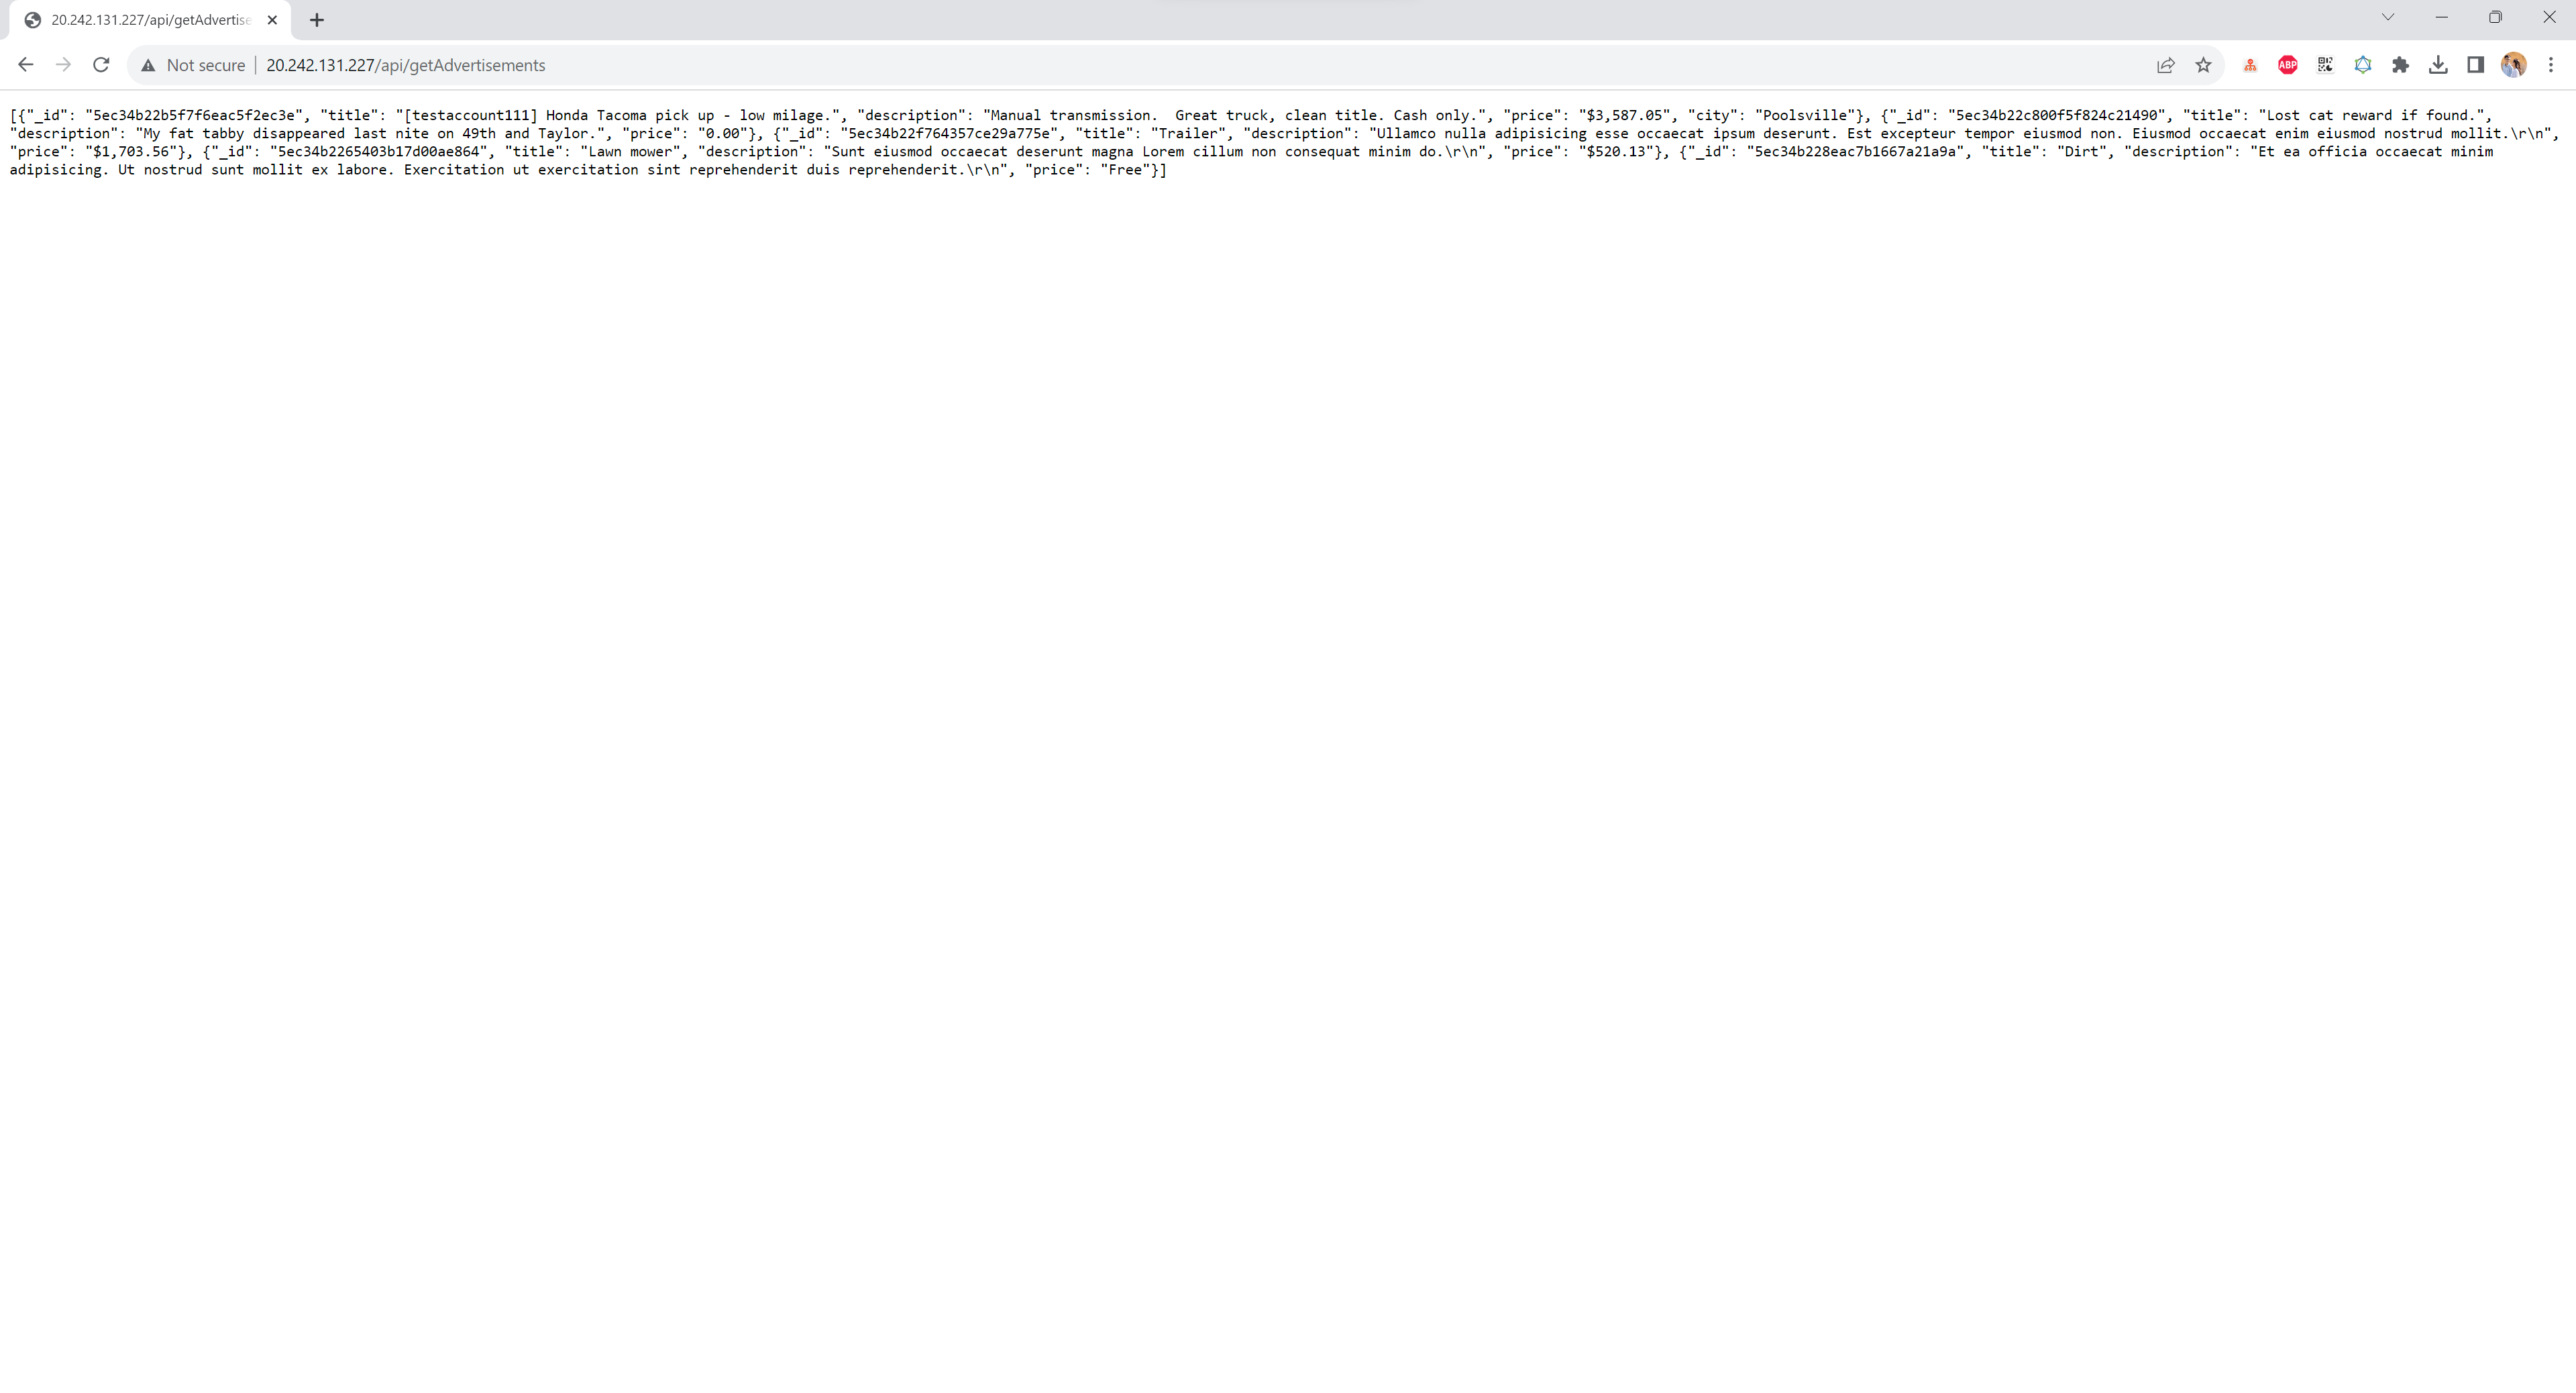 20.242.131.227/api/getAdvertise
Not secure | 20.242.131.227/api/getAdvertisements
ABP
[{"_id": "5ec34b22b5f7f6eac5f2ec3e", "title": "[testaccount111] Honda Tacoma pick up - low milage.", "description": "Manual transmission.  Great truck, clean title. Cash only.", "price": "$3,587.05", "city": "Poolsville"}, {"_id": "5ec34b22c800f5f824c21490", "title": "Lost cat reward if found.",
"description": "My fat tabby disappeared last nite on 49th and Taylor.", "price": "0.00"}, {"_id": "5ec34b22f764357ce29a775e", "title": "Trailer", "description": "Ullamco nulla adipisicing esse occaecat ipsum deserunt. Est excepteur tempor eiusmod non. Eiusmod occaecat enim eiusmod nostrud mollit.\r\n",
"price": "$1,703.56"}, {"_id": "5ec34b2265403b17d00ae864", "title": "Lawn mower", "description": "Sunt eiusmod occaecat deserunt magna Lorem cillum non consequat minim do.\r\n", "price": "$520.13"}, {"_id": "5ec34b228eac7b1667a21a9a", "title": "Dirt", "description": "Et ea officia occaecat minim
adipisicing. Ut nostrud sunt mollit ex labore. Exercitation ut exercitation sint reprehenderit duis reprehenderit.\r\n", "price": "Free"}]